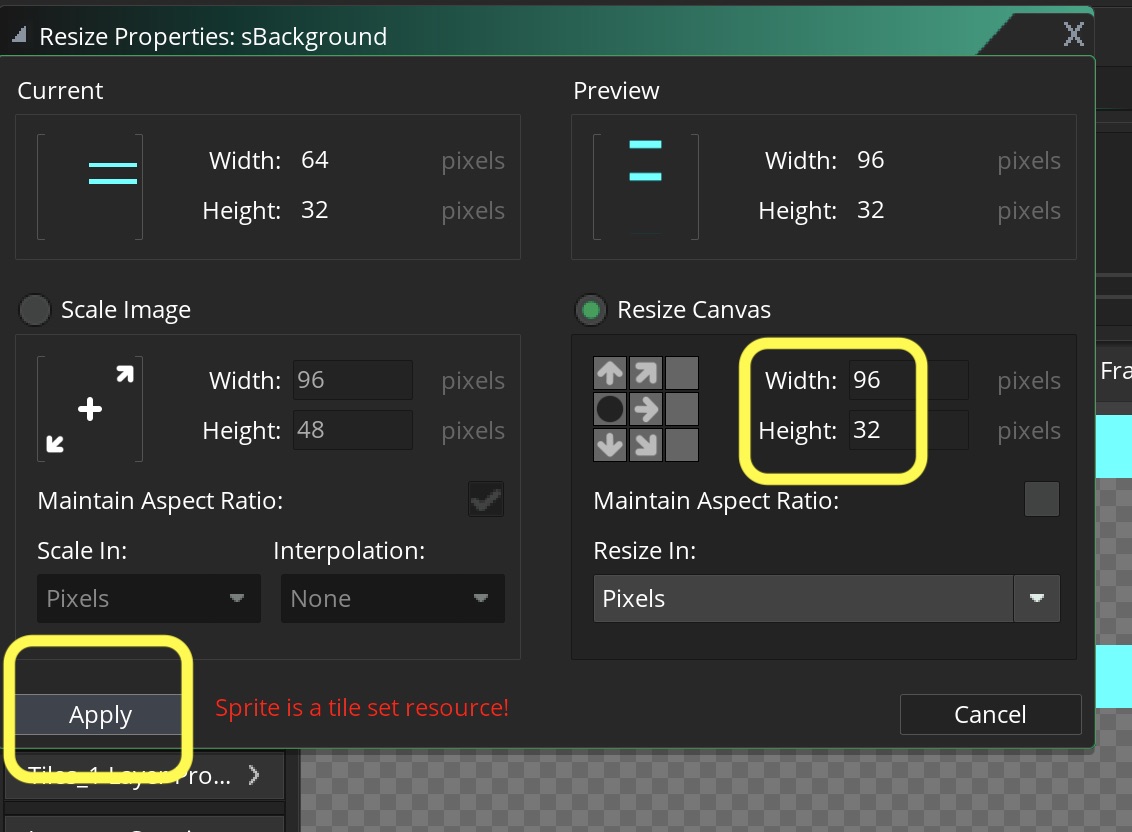 Resize Properties: sBackground
X
Current
Width: 64 pixels
Height: 32 pixels
Preview
Width: 96 pixels
Height: 32 pixels
Scale Image
Width: 96 pixels
Height: 48 pixels
Maintain Aspect Ratio:
Scale In: Interpolation:
Pixels None
Resize Canvas
Width: 96 pixels
Height: 32 pixels
Maintain Aspect Ratio:
Resize In:
Pixels
Apply
Sprite is a tile set resource!
Cancel
Tiles_1 Layer Pro...
Fra